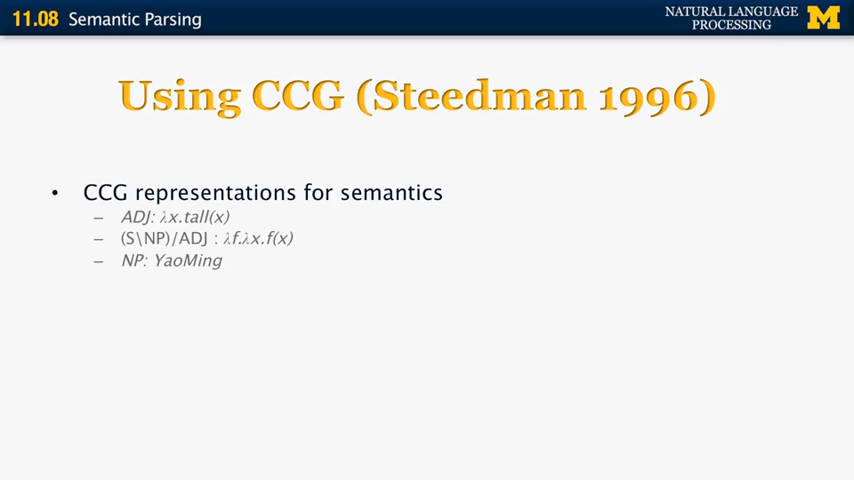 11.08 Semantic Parsing
NATURAL LANGUAGE
PROCESSING
M
Using CCG (Steedman 1996)
• CCG representations for semantics
– ADJ: λx.tall(x)
– (S\NP)/ADJ : λf.λx.f(x)
– NP: YaoMing